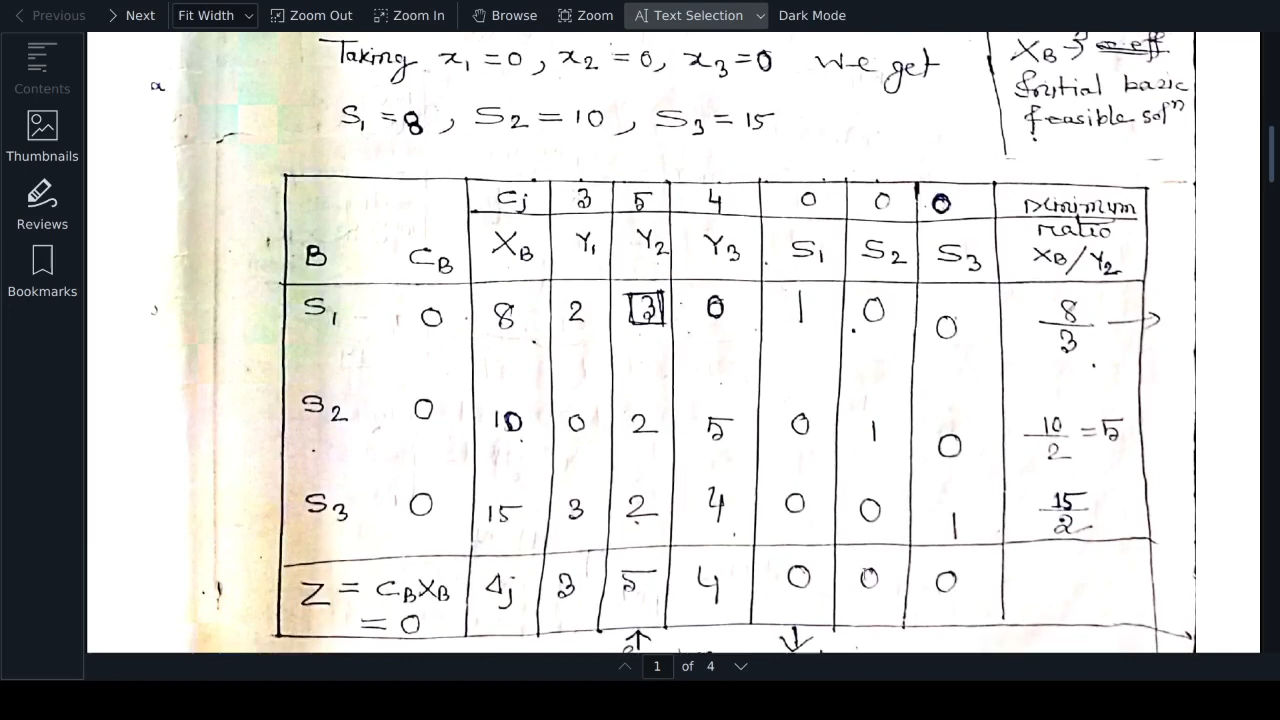 Previous Next Fit Width Zoom Out Zoom In Browse Zoom Text Selection Dark Mode
Contents
Thumbnails
Reviews
Bookmarks
Taking x₁ = 0, x₂ = 0, x₃ = 0 we get
S₁ = 8, S₂ = 10, S₃ = 15
X_B → coeff
Initial basic
feasible solⁿ
Cj 3 5 4 0 0 0 Minimum
ratio
B C_B X_B Y₁ Y₂ Y₃ S₁ S₂ S₃ X_B/Y₂
S₁ 0 8 2 3 0 1 0 0 8/3 →
S₂ 0 10 0 2 5 0 1 0 10/2 = 5
S₃ 0 15 3 2 4 0 0 1 15/2
Z = C_B X_B Δj 3 5 4 0 0 0
= 0
↑ ↓
1 of 4